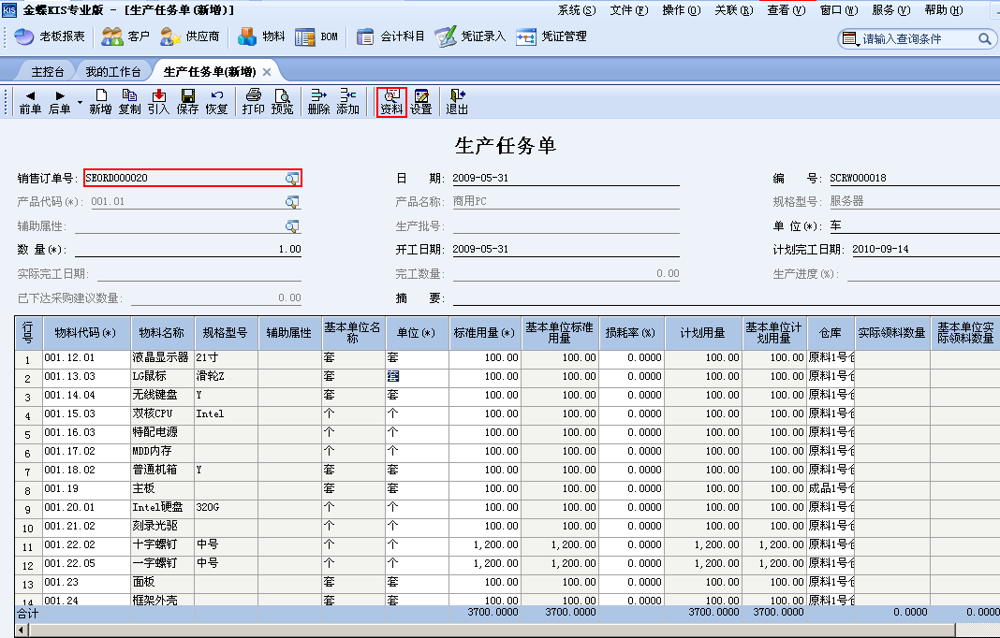 金蝶KIS专业版 - [生产任务单(新增)]
系统(S) 文件(F) 操作(O) 关联(R) 查看(V) 窗口(W) 服务(V) 帮助(H)
老板报表 客户 供应商 物料 BOM 会计科目 凭证录入 凭证管理 请输入查询条件
主控台 我的工作台 生产任务单(新增)
前单 后单 新增 复制 引入 保存 恢复 打印 预览 删除 添加 资料 设置 退出
生产任务单
销售订单号: SEORD000020 日 期: 2009-05-31 编 号: SCRW000018
产品代码(*): 001.01 产品名称: 商用PC 规格型号: 服务器
辅助属性: 生产批号: 单 位(*): 车
数 量(*): 1.00 开工日期: 2009-05-31 计划完工日期: 2010-09-14
实际完工日期: 完工数量: 0.00 生产进度(%):
已下达采购建议数量: 0.00 摘 要:
行号 物料代码(*) 物料名称 规格型号 辅助属性 基本单位名称 单位(*) 标准用量(*) 基本单位标准用量 损耗率(%) 计划用量 基本单位计划用量 仓库 实际领料数量 基本单位实际领料数量
1 001.12.01 液晶显示器 21寸 套 套 100.00 100.00 0.0000 100.00 100.00 原料1号仓
2 001.13.03 LG鼠标 滑轮Z 套 套 100.00 100.00 0.0000 100.00 100.00 原料1号仓
3 001.14.04 无线键盘 Y 套 套 100.00 100.00 0.0000 100.00 100.00 原料1号仓
4 001.15.03 双核CPU Intel 个 个 100.00 100.00 0.0000 100.00 100.00 原料1号仓
5 001.16.03 特配电源 个 个 100.00 100.00 0.0000 100.00 100.00 原料1号仓
6 001.17.02 MDD内存 个 个 100.00 100.00 0.0000 100.00 100.00 原料1号仓
7 001.18.02 普通机箱 Y 套 套 100.00 100.00 0.0000 100.00 100.00 原料1号仓
8 001.19 主板 套 套 100.00 100.00 0.0000 100.00 100.00 成品1号仓
9 001.20.01 Intel硬盘 320G 个 个 100.00 100.00 0.0000 100.00 100.00 原料1号仓
10 001.21.02 刻录光驱 个 个 100.00 100.00 0.0000 100.00 100.00 原料1号仓
11 001.22.02 十字螺钉 中号 个 个 1,200.00 1,200.00 0.0000 1,200.00 1,200.00 原料1号仓
12 001.22.05 一字螺钉 中号 个 个 1,200.00 1,200.00 0.0000 1,200.00 1,200.00 原料1号仓
13 001.23 面板 套 套 100.00 100.00 0.0000 100.00 100.00 原料1号仓
14 001.24 框架外壳 套 套 100.00 100.00 0.0000 100.00 100.00 原料1号仓
合计 3700.0000 3700.0000 3700.0000 3700.0000 0.0000 0.0000